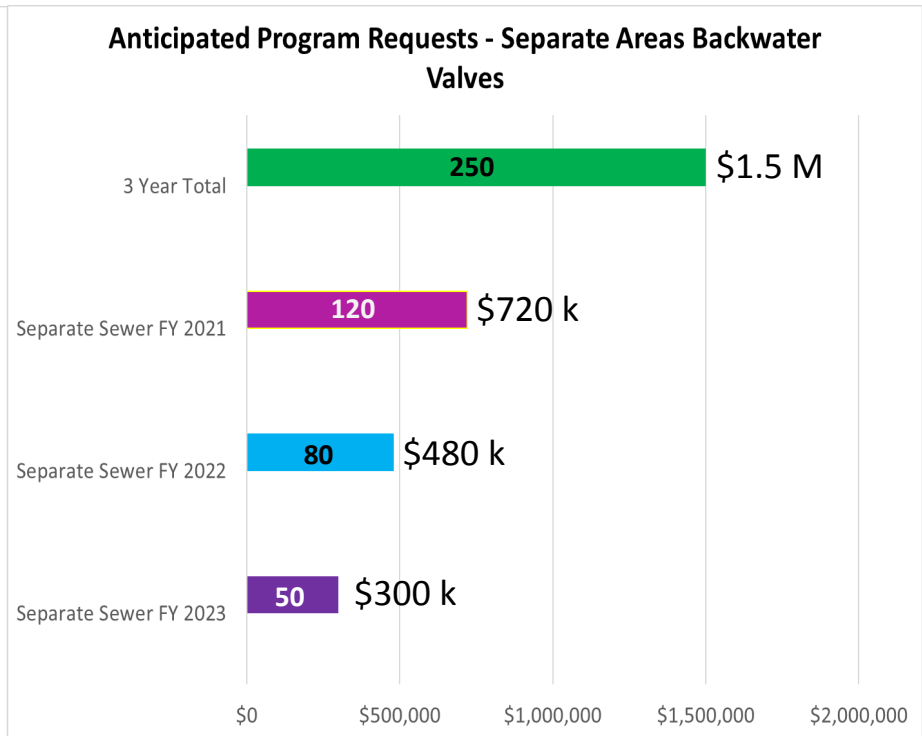 Anticipated Program Requests - Separate Areas Backwater
Valves
3 Year Total
250
$1.5 M
Separate Sewer FY 2021
120
$720 k
Separate Sewer FY 2022
80
$480 k
Separate Sewer FY 2023
50
$300 k
$0 $500,000 $1,000,000 $1,500,000 $2,000,000